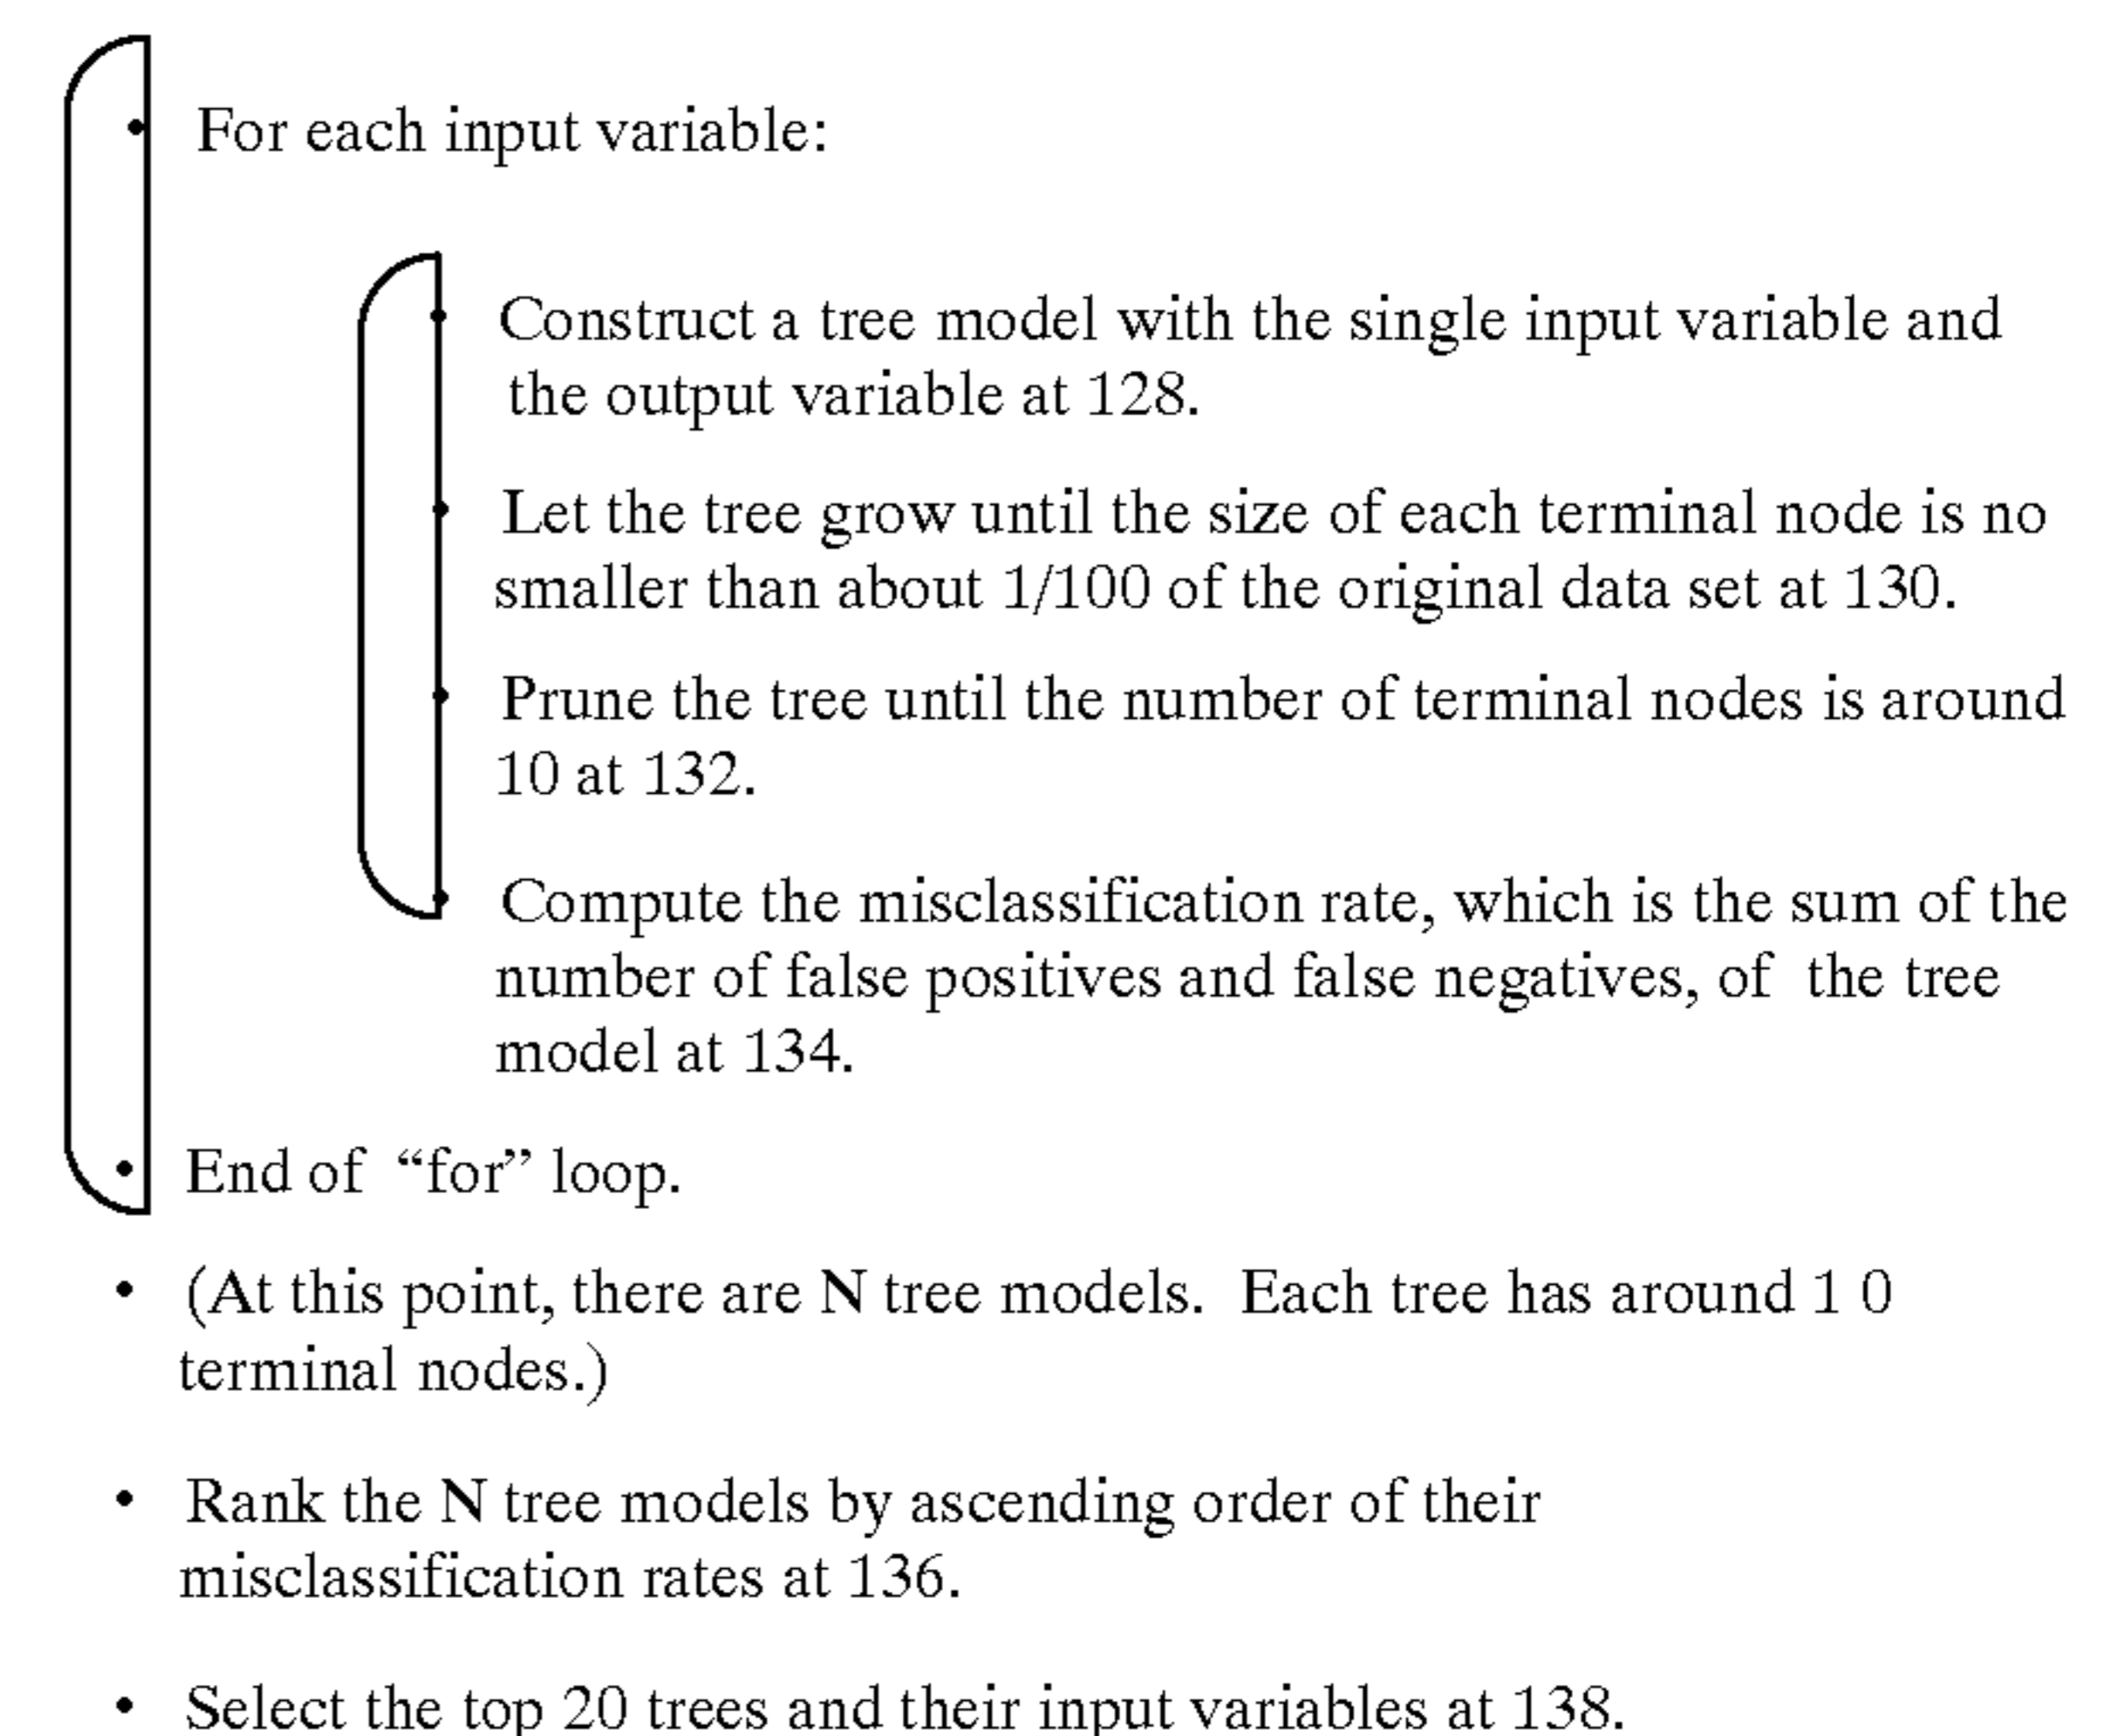 • For each input variable:
• Construct a tree model with the single input variable and
the output variable at 128.
• Let the tree grow until the size of each terminal node is no
smaller than about 1/100 of the original data set at 130.
• Prune the tree until the number of terminal nodes is around
10 at 132.
• Compute the misclassification rate, which is the sum of the
number of false positives and false negatives, of the tree
model at 134.
• End of “for” loop.
• (At this point, there are N tree models. Each tree has around 1 0
terminal nodes.)
• Rank the N tree models by ascending order of their
misclassification rates at 136.
• Select the top 20 trees and their input variables at 138.